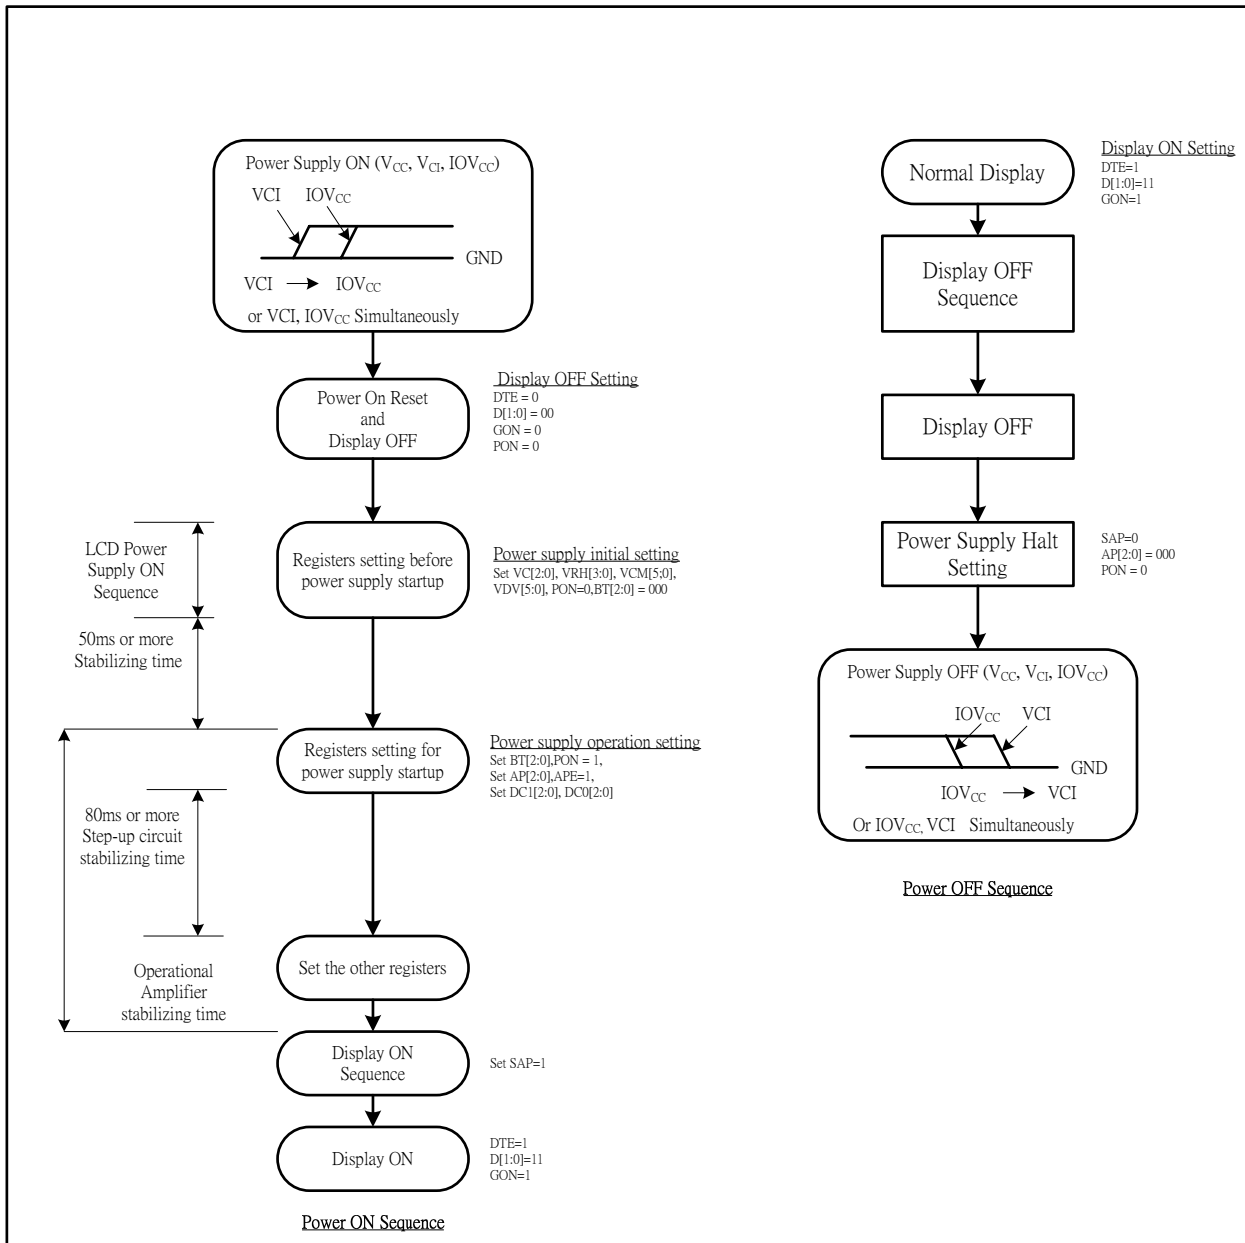 Power Supply ON (VCC, VCI, IOVCC)
VCI IOVCC
GND
VCI IOVCC
or VCI, IOVCC Simultaneously
Power On Reset
and
Display OFF
Display OFF Setting
DTE = 0
D[1:0] = 00
GON = 0
PON = 0
LCD Power
Supply ON
Sequence
Registers setting before
power supply startup
Power supply initial setting
Set VC[2:0], VRH[3:0], VCM[5;0],
VDV[5:0], PON=0,BT[2:0] = 000
50ms or more
Stabilizing time
Registers setting for
power supply startup
Power supply operation setting
Set BT[2:0],PON = 1,
Set AP[2:0],APE=1,
Set DC1[2:0], DC0[2:0]
80ms or more
Step-up circuit
stabilizing time
Set the other registers
Operational
Amplifier
stabilizing time
Display ON
Sequence
Set SAP=1
Display ON
DTE=1
D[1:0]=11
GON=1
Power ON Sequence
Normal Display
Display ON Setting
DTE=1
D[1:0]=11
GON=1
Display OFF
Sequence
Display OFF
Power Supply Halt
Setting
SAP=0
AP[2:0] = 000
PON = 0
Power Supply OFF (VCC, VCI, IOVCC)
IOVCC VCI
GND
IOVCC VCI
Or IOVCC, VCI Simultaneously
Power OFF Sequence